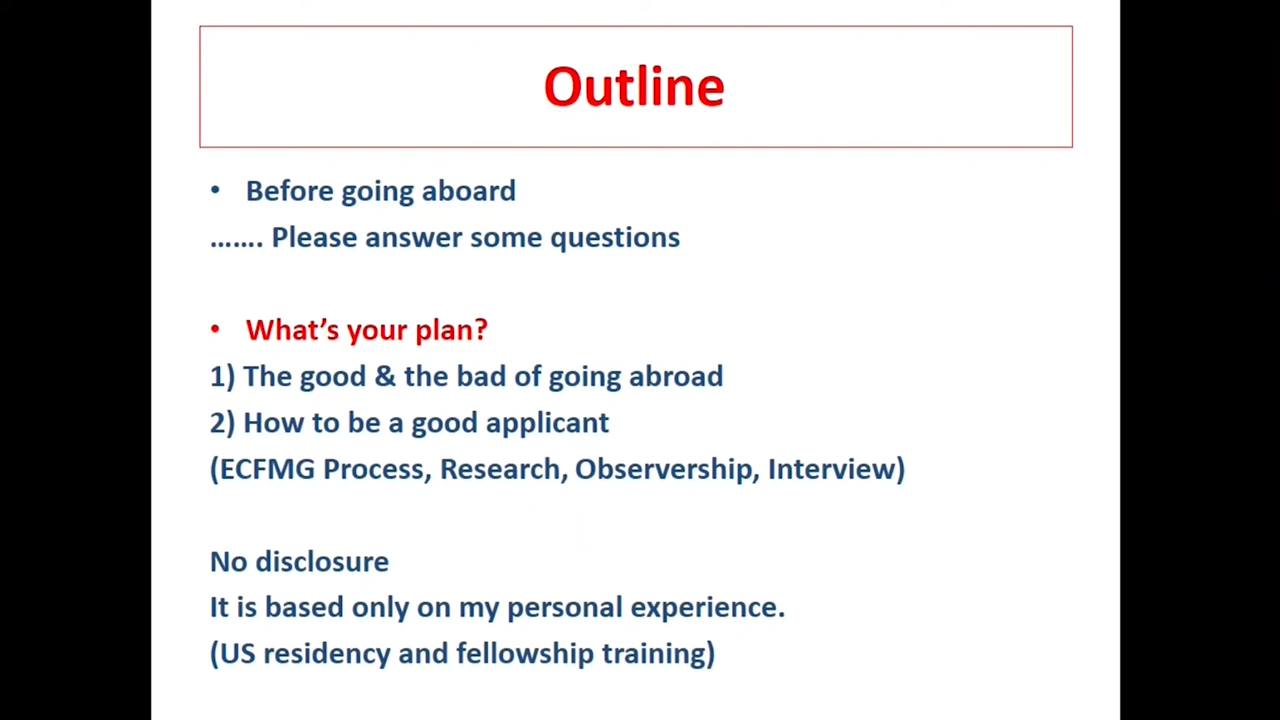 Outline
• Before going aboard
……. Please answer some questions
• What's your plan?
1) The good & the bad of going abroad
2) How to be a good applicant
(ECFMG Process, Research, Observership, Interview)
No disclosure
It is based only on my personal experience.
(US residency and fellowship training)